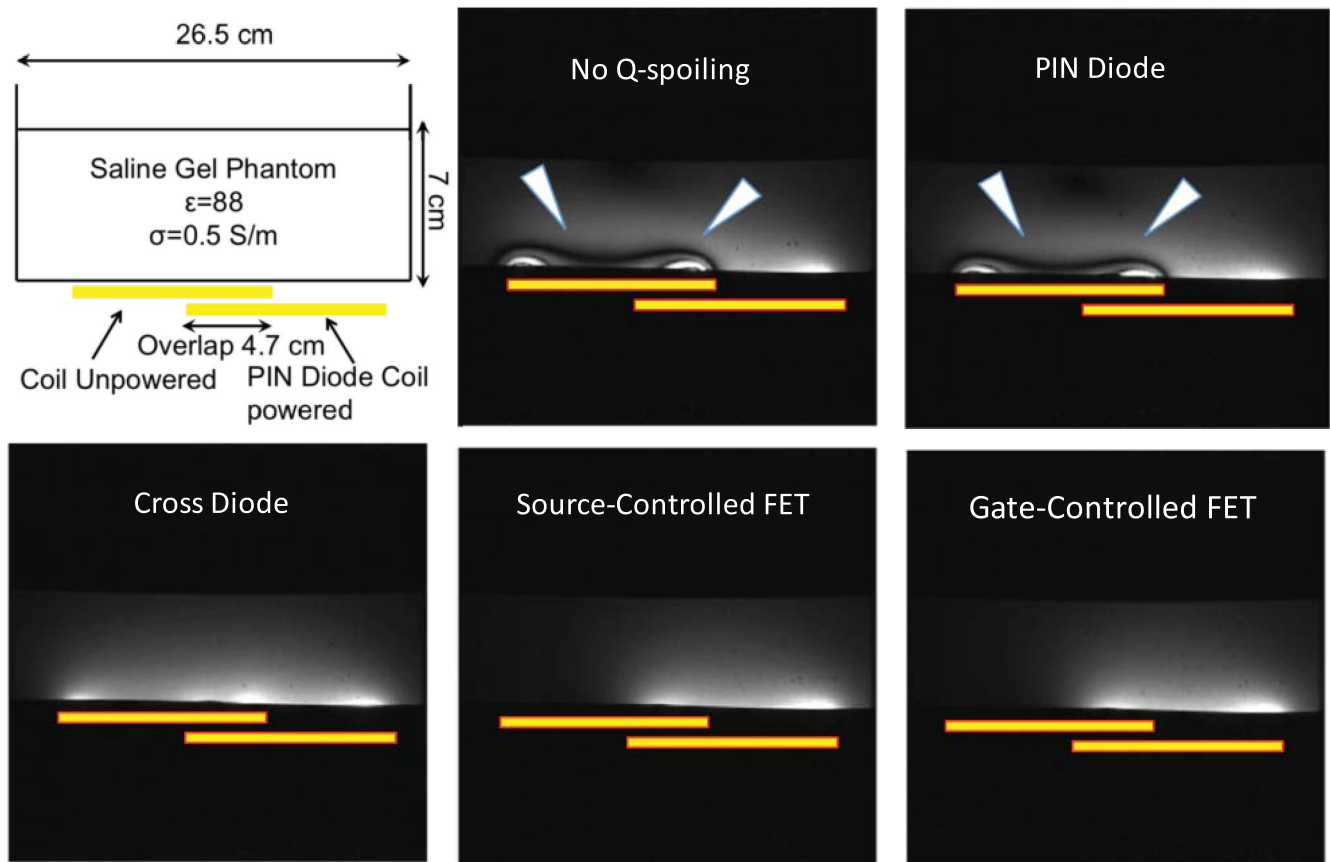 26.5 cm
No Q-spoiling
PIN Diode
Saline Gel Phantom
ε=88
σ=0.5 S/m
7 cm
Overlap 4.7 cm
Coil Unpowered
PIN Diode Coil
powered
Cross Diode
Source-Controlled FET
Gate-Controlled FET